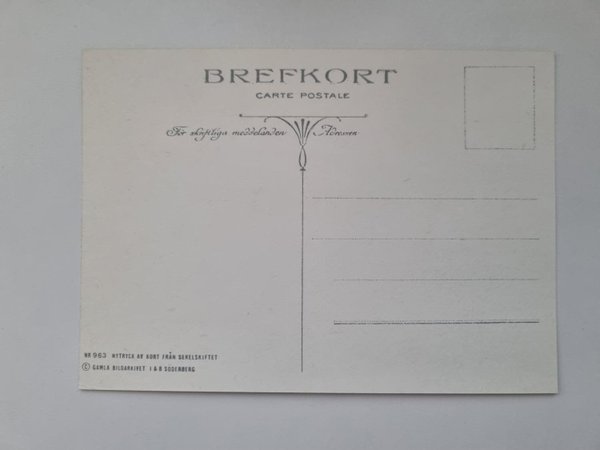 BREFKORT
CARTE POSTALE
För skriftliga meddelanden
Adressen
NR 963 NYTRYCK AV KORT FRÅN SEKELSKIFTET
© GAMLA BILDARKIVET I & B SÖDERBERG